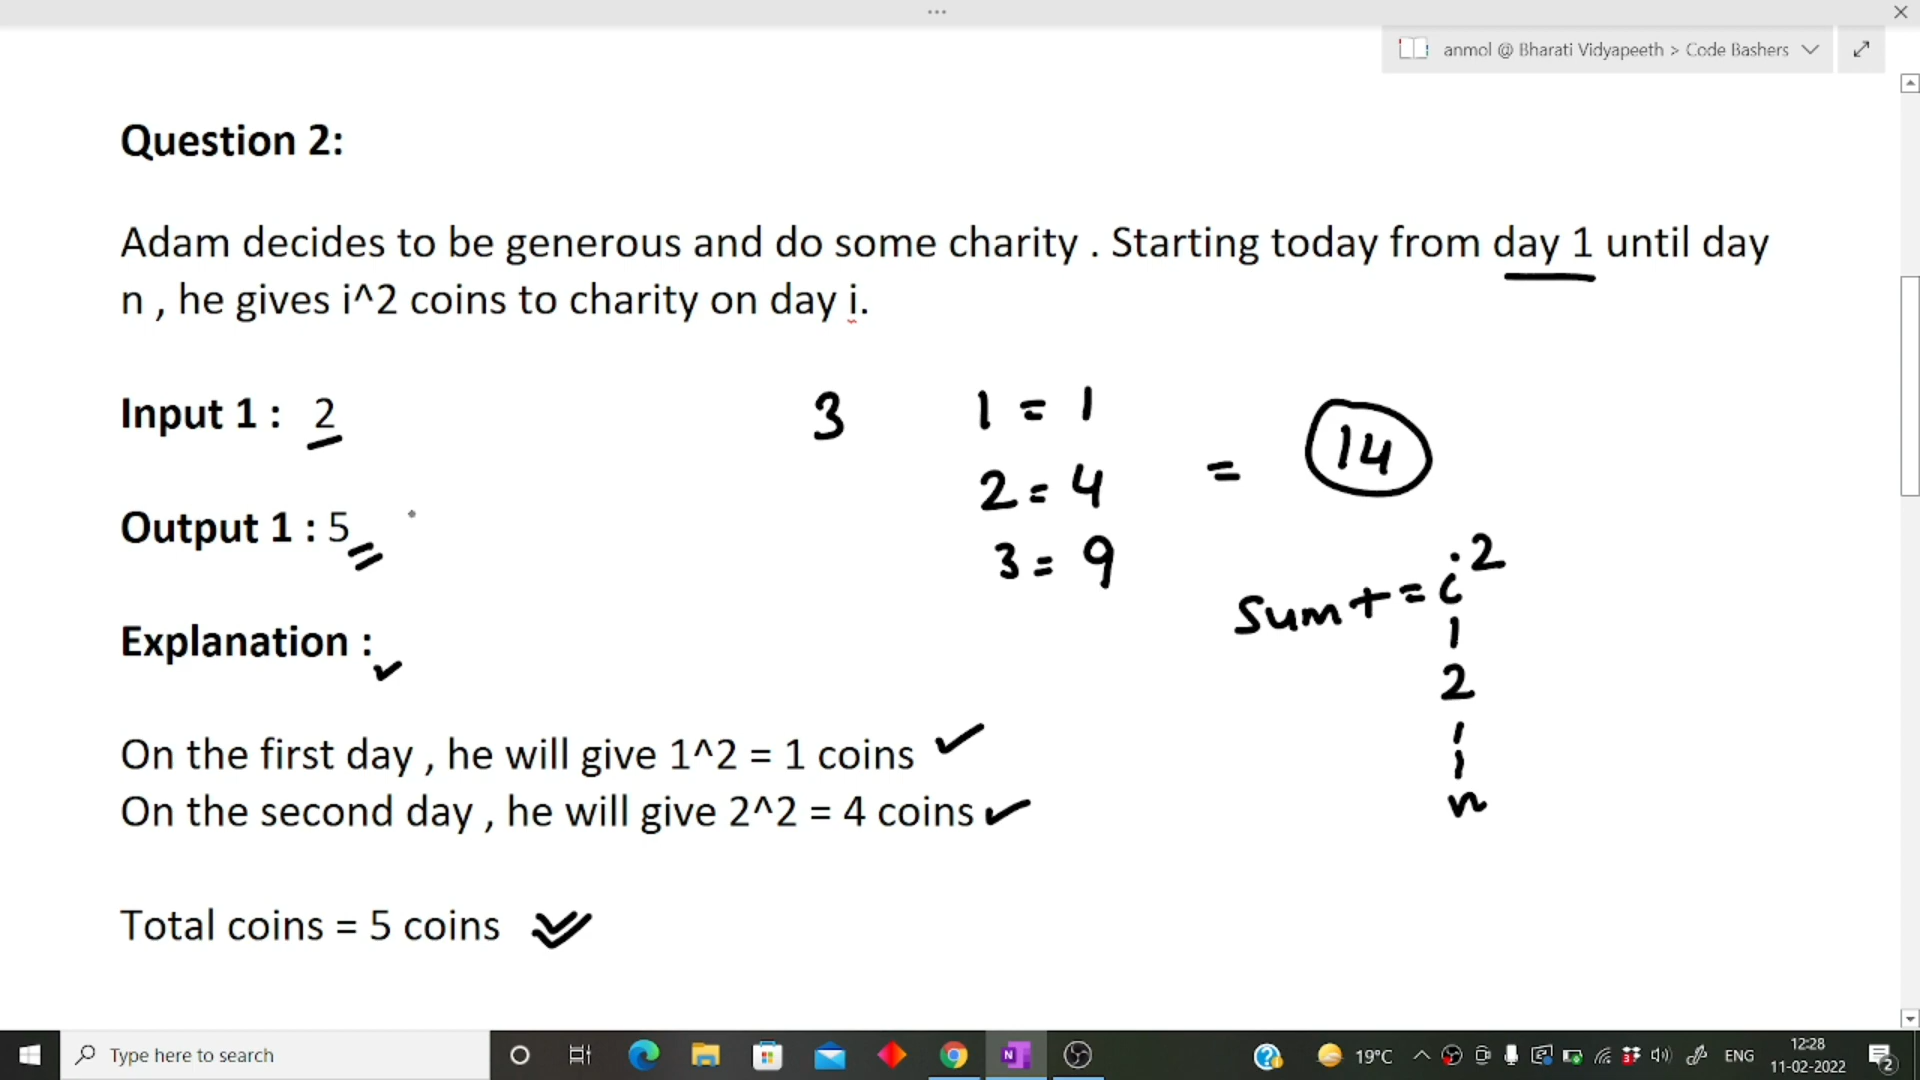 ...
anmol @ Bharati Vidyapeeth > Code Bashers
Question 2:
Adam decides to be generous and do some charity . Starting today from day 1 until day
n , he gives i^2 coins to charity on day i.
Input 1 : 2
3
1 = 1
2 = 4
3 = 9
= 14
Output 1 : 5
Sum += i²
1
2
n
Explanation :
On the first day , he will give 1^2 = 1 coins
On the second day , he will give 2^2 = 4 coins
Total coins = 5 coins
Type here to search
19°C
ENG
12:28
11-02-2022
2